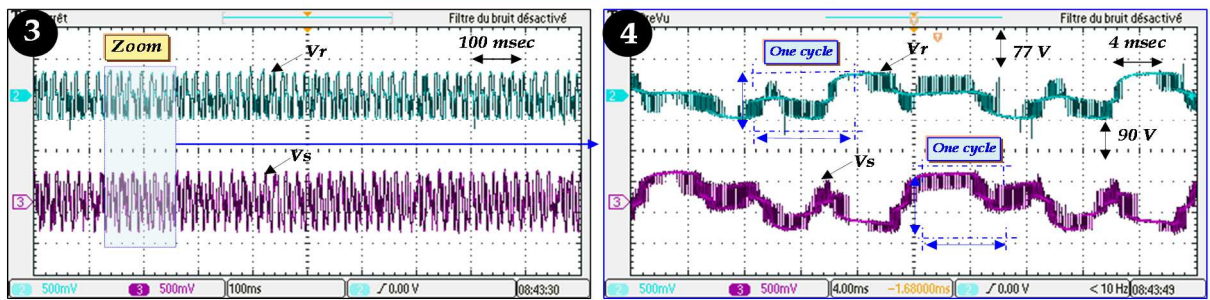 3
êt
Filtre du bruit désactivé
Zoom
Vr
100 msec
2
Vs
3
2 500mV
3 500mV
100ms
2 0.00 V
08:43:30
4
reVu
Filtre du bruit désactivé
One cycle
Vr
77 V
4 msec
2
90 V
One cycle
Vs
3
2 500mV
3 500mV
4.00ms
-1.68000ms
2 0.00 V
< 10 Hz
08:43:49